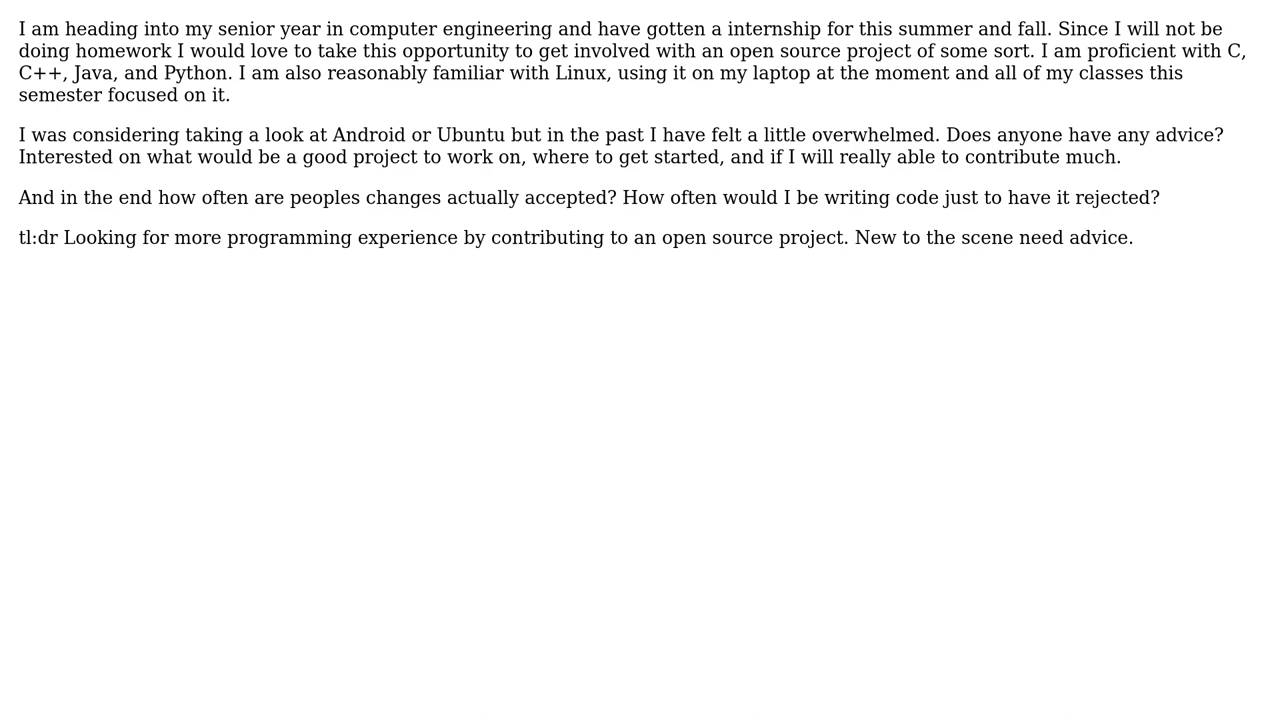 I am heading into my senior year in computer engineering and have gotten a internship for this summer and fall. Since I will not be
doing homework I would love to take this opportunity to get involved with an open source project of some sort. I am proficient with C,
C++, Java, and Python. I am also reasonably familiar with Linux, using it on my laptop at the moment and all of my classes this
semester focused on it.
I was considering taking a look at Android or Ubuntu but in the past I have felt a little overwhelmed. Does anyone have any advice?
Interested on what would be a good project to work on, where to get started, and if I will really able to contribute much.
And in the end how often are peoples changes actually accepted? How often would I be writing code just to have it rejected?
tl:dr Looking for more programming experience by contributing to an open source project. New to the scene need advice.